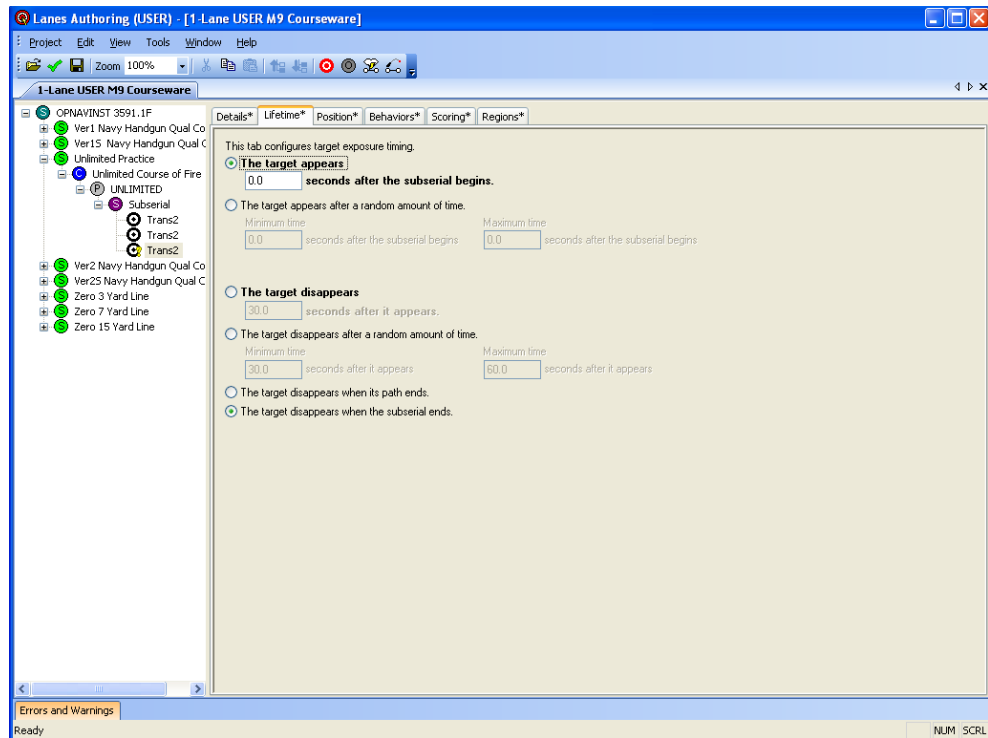 Lanes Authoring (USER) - [1-Lane USER M9 Courseware]
Project Edit View Tools Window Help
Zoom 100%
1-Lane USER M9 Courseware
S OPNAVINST 3591.1F
S Ver1 Navy Handgun Qual Co
S Ver1S Navy Handgun Qual C
S Unlimited Practice
C Unlimited Course of Fire
P UNLIMITED
S Subserial
Trans2
Trans2
Trans2
S Ver2 Navy Handgun Qual Co
S Ver2S Navy Handgun Qual C
S Zero 3 Yard Line
S Zero 7 Yard Line
S Zero 15 Yard Line
Details* Lifetime* Position* Behaviors* Scoring* Regions*
This tab configures target exposure timing.
The target appears
0.0 seconds after the subserial begins.
The target appears after a random amount of time.
Minimum time Maximum time
0.0 seconds after the subserial begins 0.0 seconds after the subserial begins
The target disappears
30.0 seconds after it appears.
The target disappears after a random amount of time.
Minimum time Maximum time
30.0 seconds after it appears 60.0 seconds after it appears
The target disappears when its path ends.
The target disappears when the subserial ends.
Errors and Warnings
Ready NUM SCRL